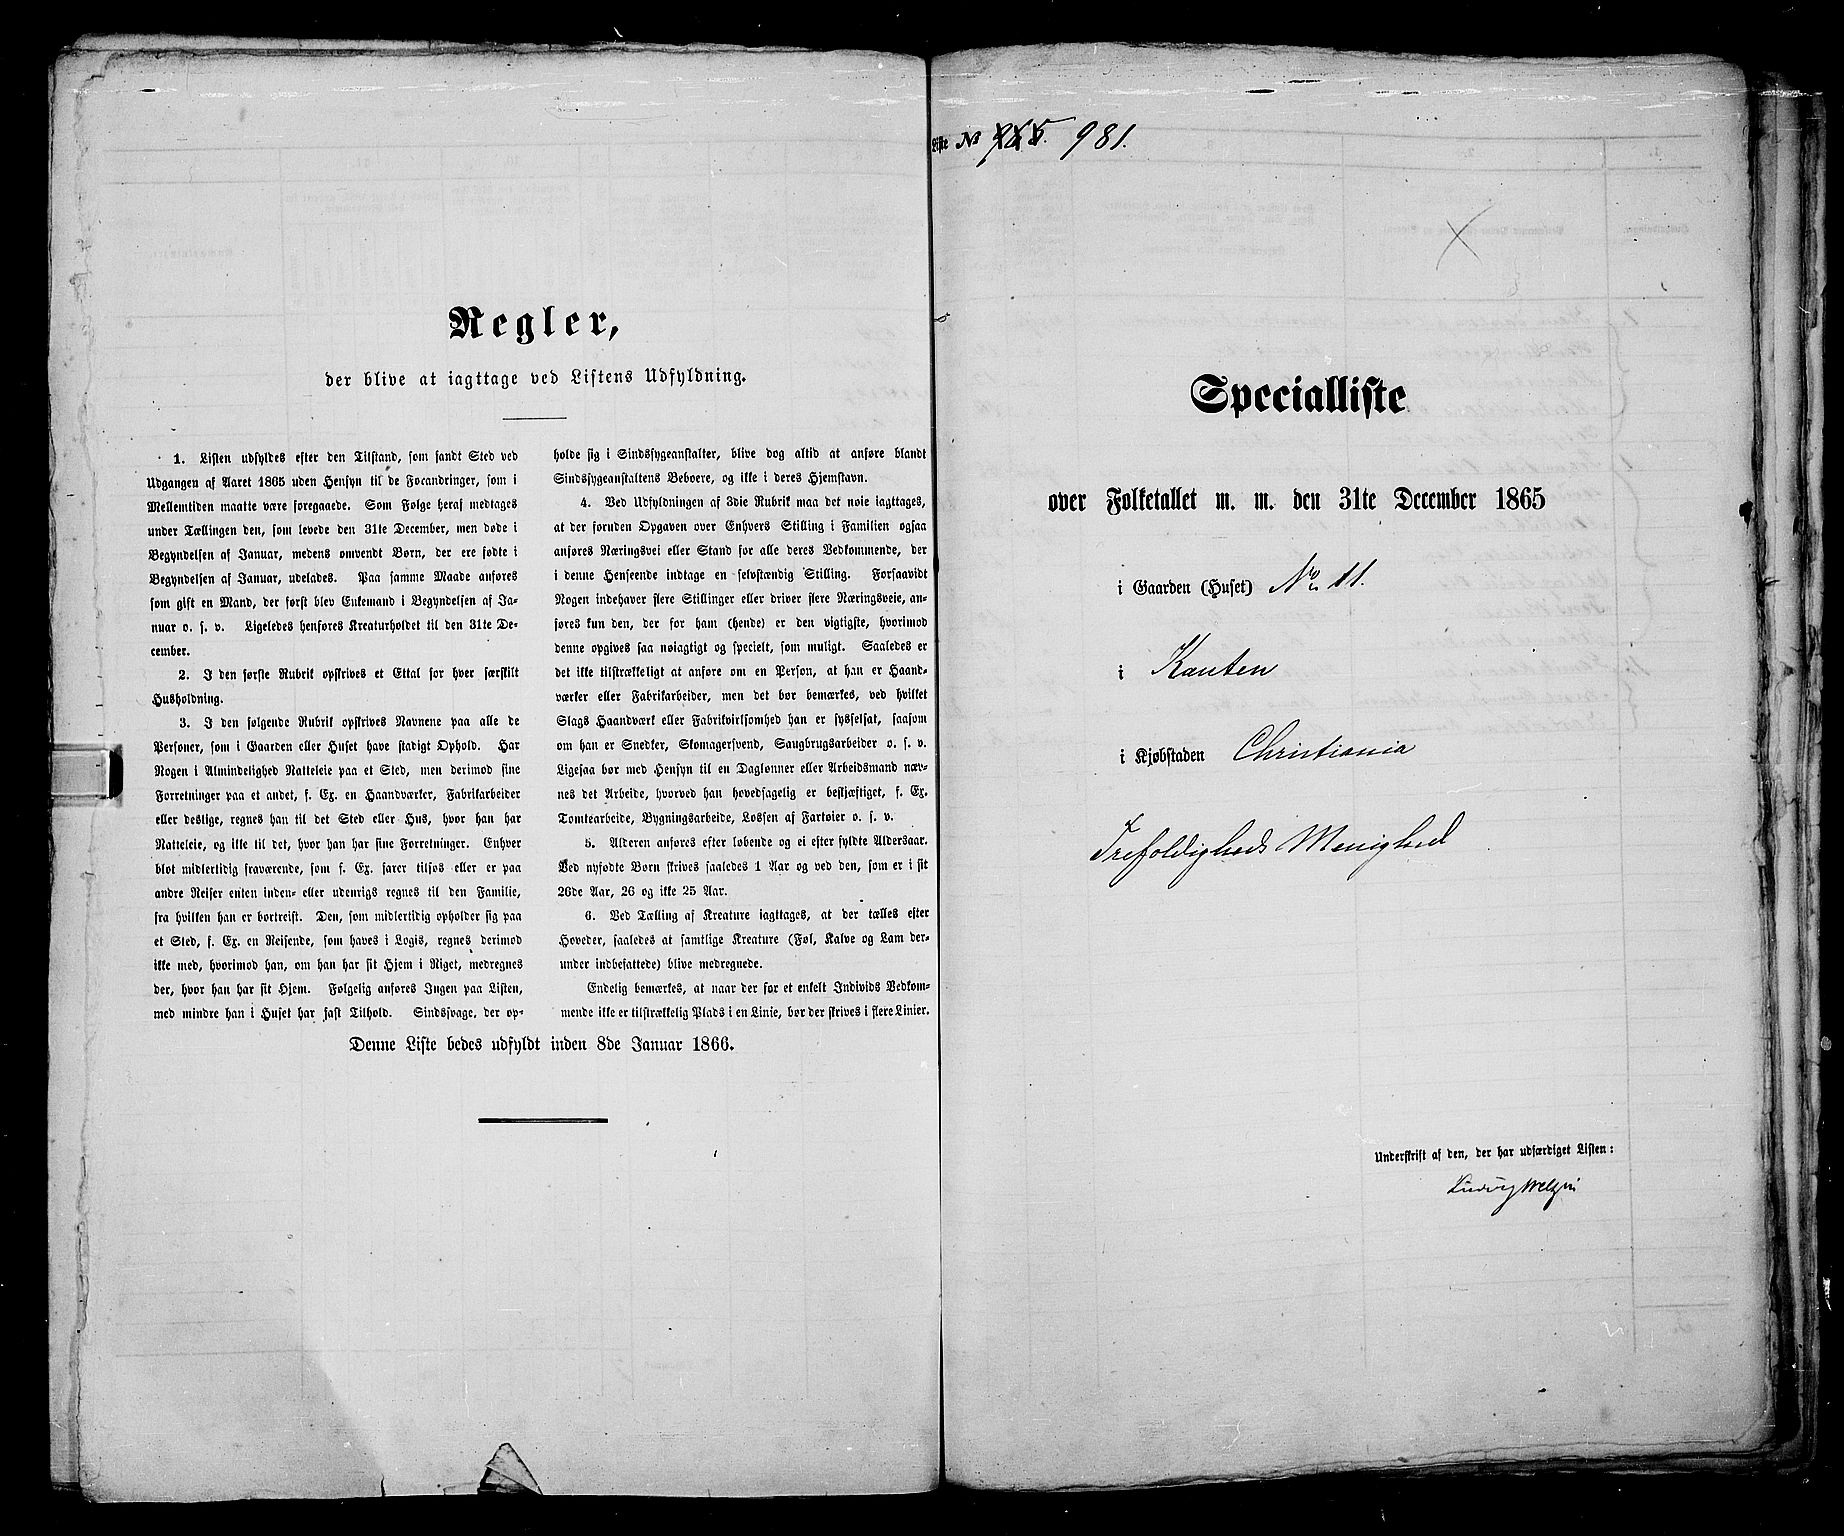 Regler,
der blive at iagttage ved Listens Udfyldning.
1. Listen udfyldes efter den Tilstand, som fandt Sted ved
Udgangen af Aaret 1865 uden Hensyn til de Forandringer, som i
Mellemtiden maatte være foregaaede. Som Følge heraf medtages
under Tællingen den, som levede den 31te December, men døde i
Begyndelsen af Januar, medens omvendt Børn, der ere fødte i
Begyndelsen af Januar, udelades. Paa samme Maade anføres
som gift en Mand, der først blev Enkemand i Begyndelsen af Ja-
nuar o. s. v. Ligeledes henføres Kreaturholdet til den 31te De-
cember.
2. I den første Rubrik opskrives et Ettal for hver særskilt
Husholdning.
3. I den følgende Rubrik opskrives Navnene paa alle de
Personer, som i Gaarden eller Huset have stadigt Ophold. Har
Nogen i Almindelighed Natteleie paa et Sted, men derimod sine
Forretninger paa et andet, f. Ex. en Haandværker, Fabrikarbeider
eller deslige, regnes han til det Sted eller Hus, hvor han har
Natteleie, og ikke til det, hvor han har sine Forretninger. Enhver
blot midlertidig fraværende, som f. Ex. farer tilsøs eller er paa
andre Reiser enten inden- eller udenrigs regnes til den Familie,
fra hvilken han er bortreist. Den, som midlertidig opholder sig paa
et Sted, f. Ex. en Reisende, som haves i Logis, regnes derimod
ikke med, hvorimod han, om han har sit Hjem i Riget, medregnes
der, hvor han har sit Hjem. Følgelig anføres Ingen paa Listen,
med mindre han i Huset har fast Tilhold. Sindssvage, der op-
holde sig i Sindssygeanstalter, blive dog altid at anføre blandt
Sindssygeanstaltens Beboere, og ikke i deres Hjemstavn.
4. Ved Udfyldningen af 3die Rubrik maa det nøie iagttages,
at der foruden Opgaven over Enhvers Stilling i Familien ogsaa
anføres Næringsvei eller Stand for alle deres Vedkommende, der
i denne Henseende indtage en selvstændig Stilling. Forsaavidt
Nogen indehaver flere Stillinger eller driver flere Næringsveie, an-
føres kun den, der for ham (hende) er den vigtigste, hvorimod
denne opgives saa nøiagtigt og specielt, som muligt. Saaledes er
det ikke tilstrækkeligt at anføre om en Person, at han er Haand-
værker eller Fabrikarbeider, men det bør bemærkes, ved hvilket
Slags Haandværk eller Fabrikvirksomhed han er sysselsat, saasom
om han er Snedker, Skomagersvend, Saugbrugsarbeider o. s. v.
Ligesaa bør med Hensyn til en Daglønner eller Arbeidsmand næv-
nes det Arbeide, hvorved han hovedsagelig er beskjæftiget, f. Ex.
Tomtearbeide, Bygningsarbeide, Lossen af Fartøier o. s. v.
5. Alderen anføres efter løbende og ei efter fyldte Aldersaar.
Ved nyfødte Børn skrives saaledes 1 Aar og ved den, som er i sit
26de Aar, 26 og ikke 25 Aar.
6. Ved Tælling af Kreature iagttages, at der tælles efter
Hoveder, saaledes at samtlige Kreature (Føl, Kalve og Lam der-
under indbefattede) blive medregnede.
Endelig bemærkes, at naar der for et enkelt Individs Vedkom-
mende ikke er tilstrækkelig Plads i en Linie, bør der skrives i flere Linier.
Denne Liste bedes udfyldt inden 8de Januar 1866.
Liste No 981.
Specialliste
over Folketallet m. m. den 31te December 1865
i Gaarden (Huset) No 11.
i Kanten
i Kjøbstaden Christiania
Trefoldigheds Menighed
Underskrift af den, der har udfærdiget Listen:
Ludvig Welzin